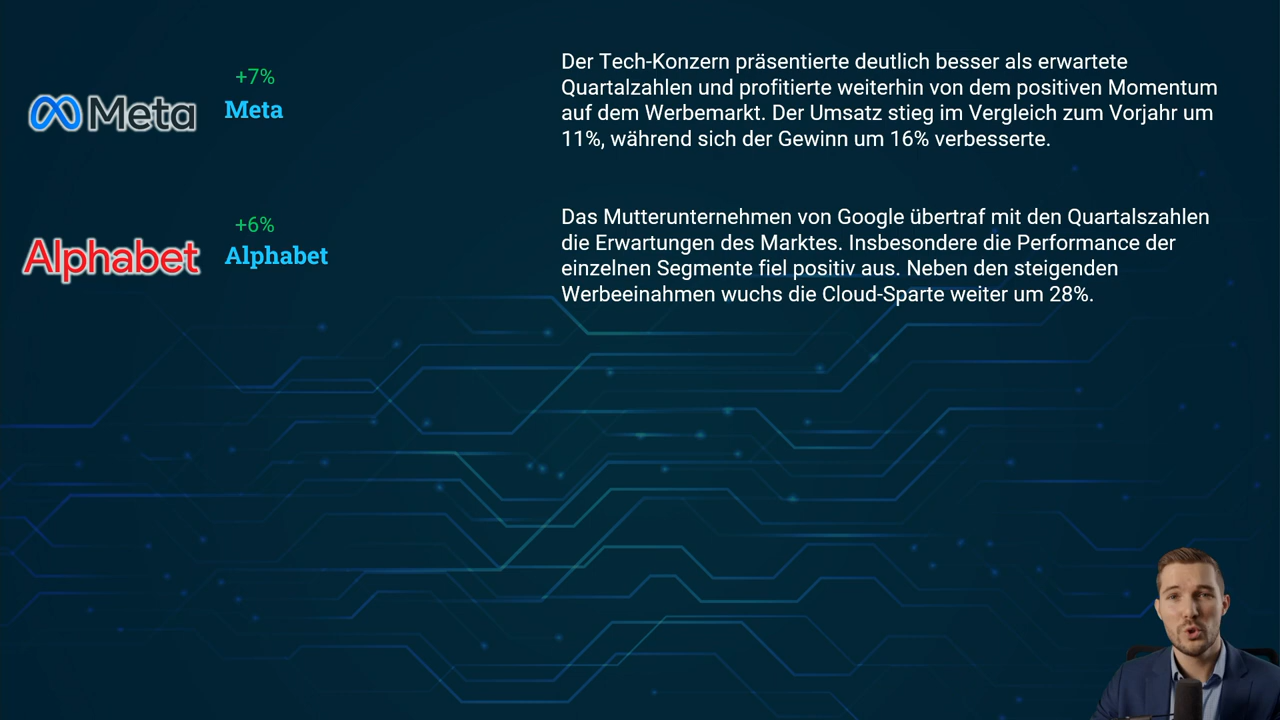 +7%
Meta
Meta
Der Tech-Konzern präsentierte deutlich besser als erwartete
Quartalzahlen und profitierte weiterhin von dem positiven Momentum
auf dem Werbemarkt. Der Umsatz stieg im Vergleich zum Vorjahr um
11%, während sich der Gewinn um 16% verbesserte.
+6%
Alphabet
Alphabet
Das Mutterunternehmen von Google übertraf mit den Quartalszahlen
die Erwartungen des Marktes. Insbesondere die Performance der
einzelnen Segmente fiel positiv aus. Neben den steigenden
Werbeeinahmen wuchs die Cloud-Sparte weiter um 28%.